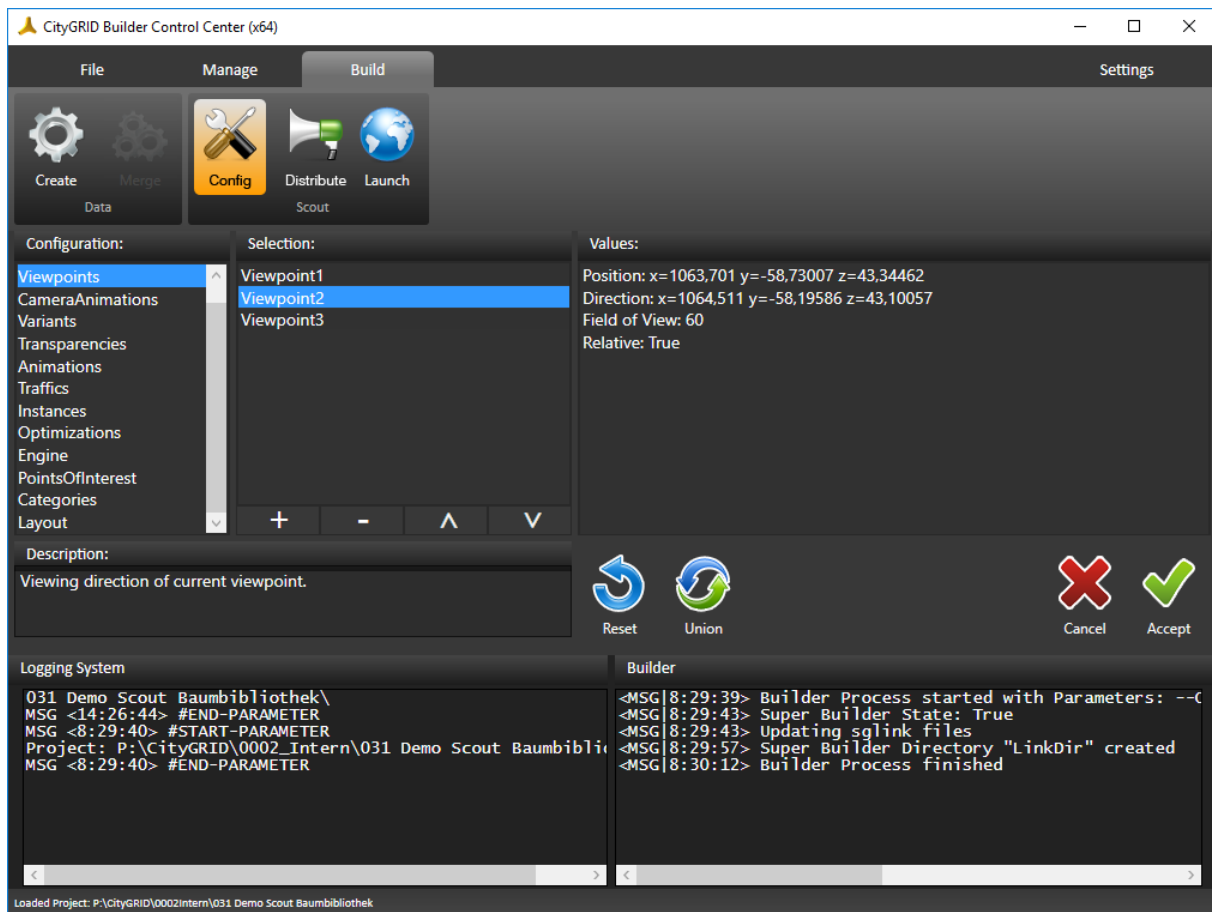 CityGRID Builder Control Center (x64)
File Manage Build Settings
Create Merge Config Distribute Launch
Data Scout
Configuration: Selection: Values:
Viewpoints
CameraAnimations
Variants
Transparencies
Animations
Traffics
Instances
Optimizations
Engine
PointsOfInterest
Categories
Layout
Viewpoint1
Viewpoint2
Viewpoint3
+ - ʌ v
Position: x=1063,701 y=-58,73007 z=43,34462
Direction: x=1064,511 y=-58,19586 z=43,10057
Field of View: 60
Relative: True
Description:
Viewing direction of current viewpoint.
Reset Union Cancel Accept
Logging System
031 Demo Scout Baumbibliothek\
MSG <14:26:44> #END-PARAMETER
MSG <8:29:40> #START-PARAMETER
Project: P:\CityGRID\0002_Intern\031 Demo Scout Baumbiblio
MSG <8:29:40> #END-PARAMETER
Builder
<MSG|8:29:39> Builder Process started with Parameters: --C
<MSG|8:29:43> Super Builder State: True
<MSG|8:29:43> Updating sglink files
<MSG|8:29:57> Super Builder Directory "LinkDir" created
<MSG|8:30:12> Builder Process finished
Loaded Project: P:\CityGRID\0002Intern\031 Demo Scout Baumbibliothek